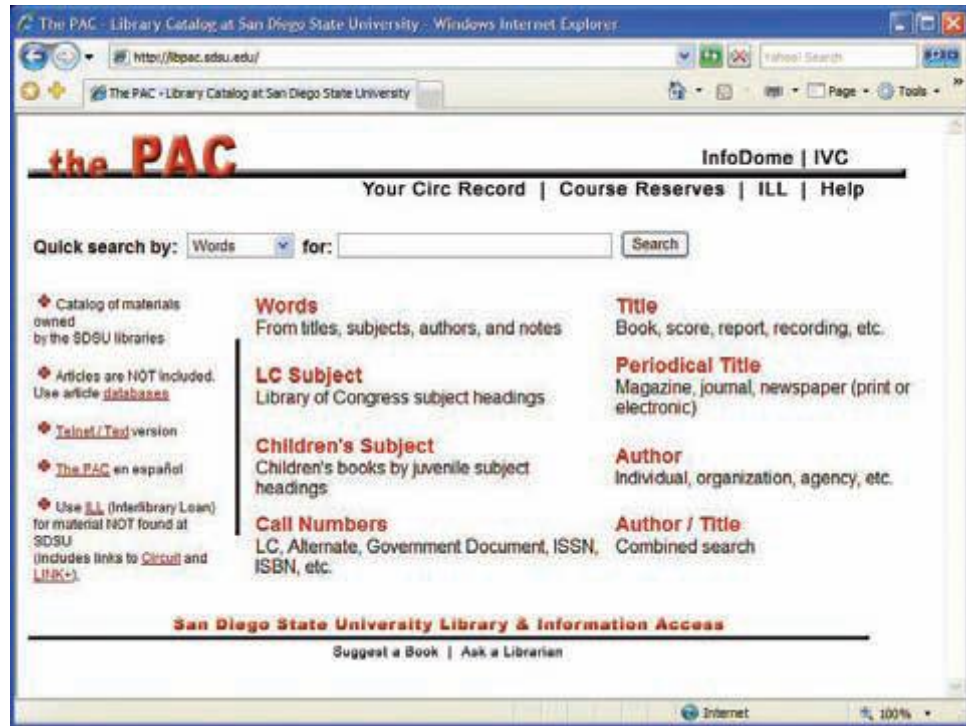 The PAC - Library Catalog at San Diego State University - Windows Internet Explorer
http://libpac.sdsu.edu/
Yahoo! Search
The PAC - Library Catalog at San Diego State University
Page
Tools
the PAC
InfoDome | IVC
Your Circ Record | Course Reserves | ILL | Help
Quick search by: Words for: Search
Catalog of materials
owned
by the SDSU libraries
Articles are NOT included.
Use article databases
Telnet / Text version
The PAC en español
Use ILL (Interlibrary Loan)
for material NOT found at
SDSU
(includes links to Circuit and
LINK+).
Words
From titles, subjects, authors, and notes
LC Subject
Library of Congress subject headings
Children's Subject
Children's books by juvenile subject
headings
Call Numbers
LC, Alternate, Government Document, ISSN,
ISBN, etc.
Title
Book, score, report, recording, etc.
Periodical Title
Magazine, journal, newspaper (print or
electronic)
Author
Individual, organization, agency, etc.
Author / Title
Combined search
San Diego State University Library & Information Access
Suggest a Book | Ask a Librarian
Internet
100%